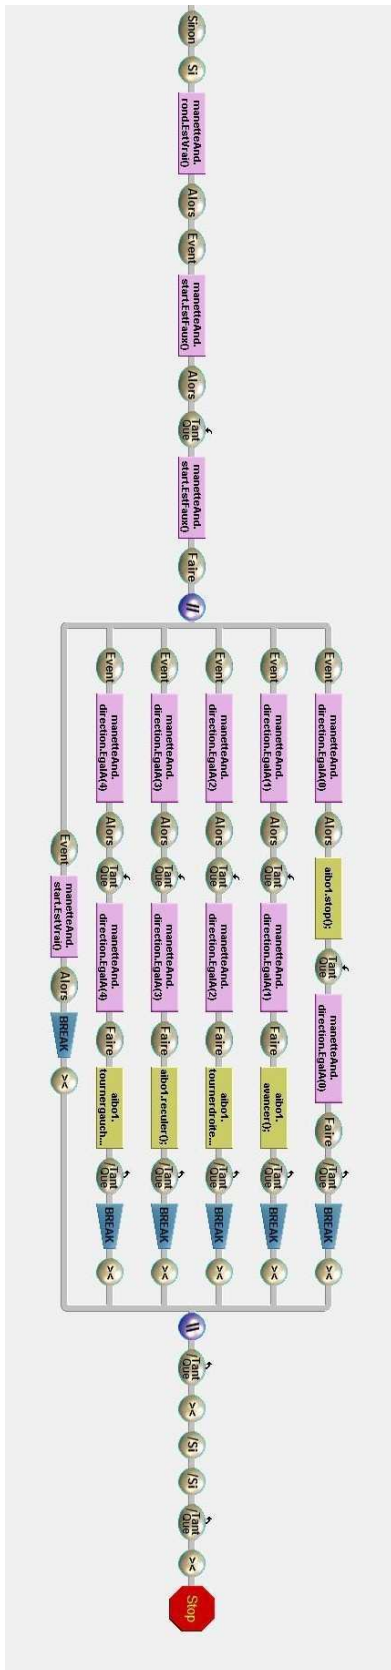 Sinon
Si
manetteAnd.
rond.EstVrai()
Alors
Event
manetteAnd.
start.EstFaux()
Alors
Tant
Que
manetteAnd.
start.EstFaux()
Faire
//
Event
manetteAnd.
direction.EgalA(0)
Alors
aibo1.stop();
Tant
Que
manetteAnd.
direction.EgalA(0)
Faire
/Tant
Que
BREAK
><
Event
manetteAnd.
direction.EgalA(1)
Alors
Tant
Que
manetteAnd.
direction.EgalA(1)
Faire
aibo1.
avancer();
/Tant
Que
BREAK
><
Event
manetteAnd.
direction.EgalA(2)
Alors
Tant
Que
manetteAnd.
direction.EgalA(2)
Faire
aibo1.
tournerdroite...
/Tant
Que
BREAK
><
Event
manetteAnd.
direction.EgalA(3)
Alors
Tant
Que
manetteAnd.
direction.EgalA(3)
Faire
aibo1.reculer();
/Tant
Que
BREAK
><
Event
manetteAnd.
direction.EgalA(4)
Alors
Tant
Que
manetteAnd.
direction.EgalA(4)
Faire
aibo1.
tournergauch...
/Tant
Que
BREAK
><
Event
manetteAnd.
start.EstVrai()
Alors
BREAK
><
//
/Tant
Que
><
/Si
/Si
/Tant
Que
><
Stop